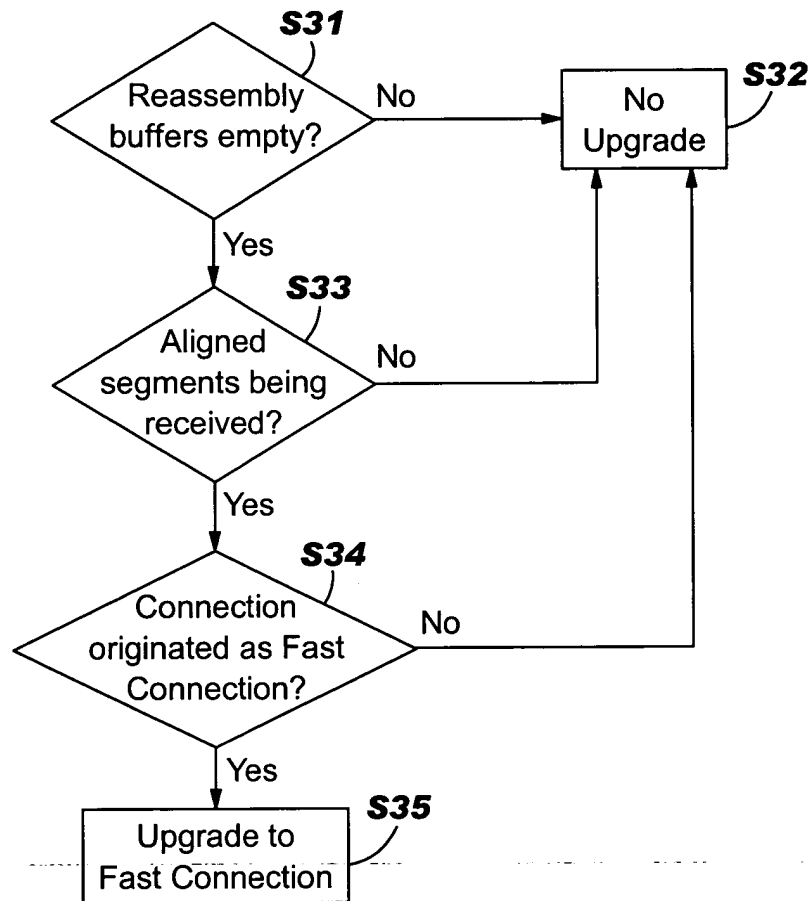 S31
Reassembly
buffers empty?
No
No
Upgrade
S32
Yes
S33
Aligned
segments being
received?
No
Yes
S34
Connection
originated as Fast
Connection?
No
Yes
S35
Upgrade to
Fast Connection